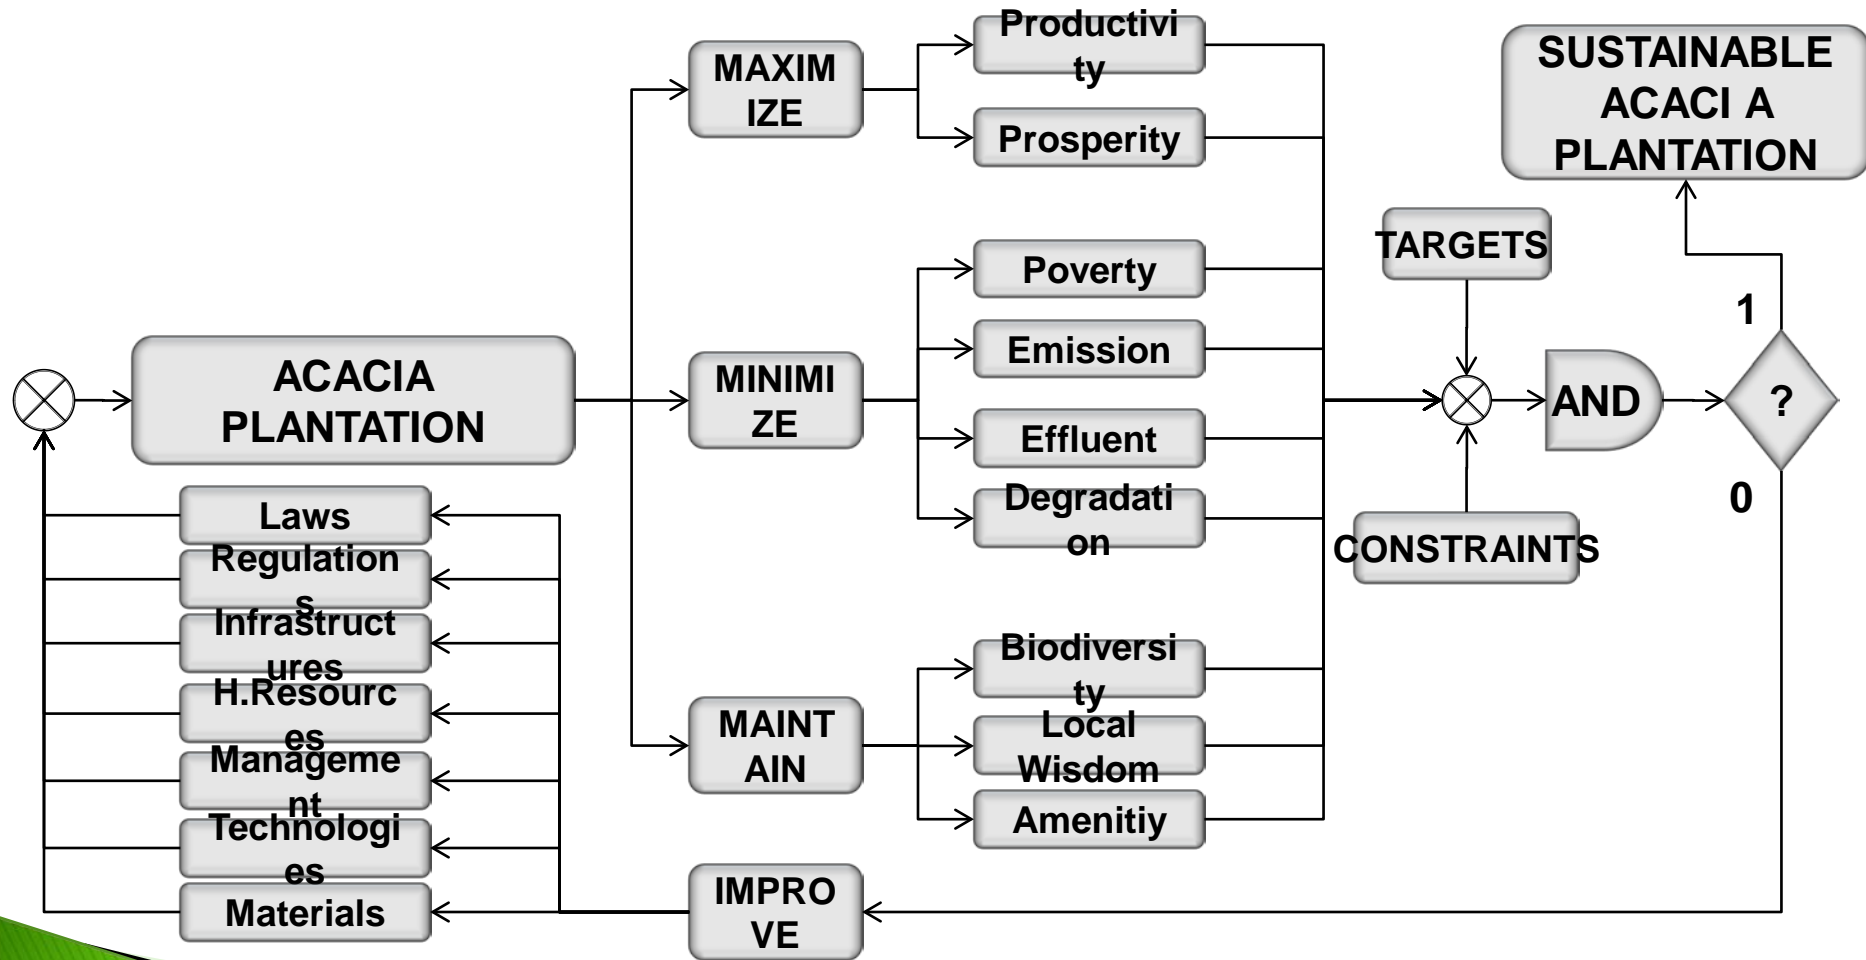 Productivi
ty
MAXIM
IZE
Prosperity
SUSTAINABLE
ACACI A
PLANTATION
TARGETS
Poverty
Emission
1
ACACIA
PLANTATION
MINIMI
ZE
AND
?
Effluent
Degradati
on
0
CONSTRAINTS
Laws
Regulation
s
Infrastruct
ures
H.Resourc
es
Manageme
nt
Technologi
es
Materials
Biodiversi
ty
MAINT
AIN
Local
Wisdom
Amenitiy
IMPRO
VE